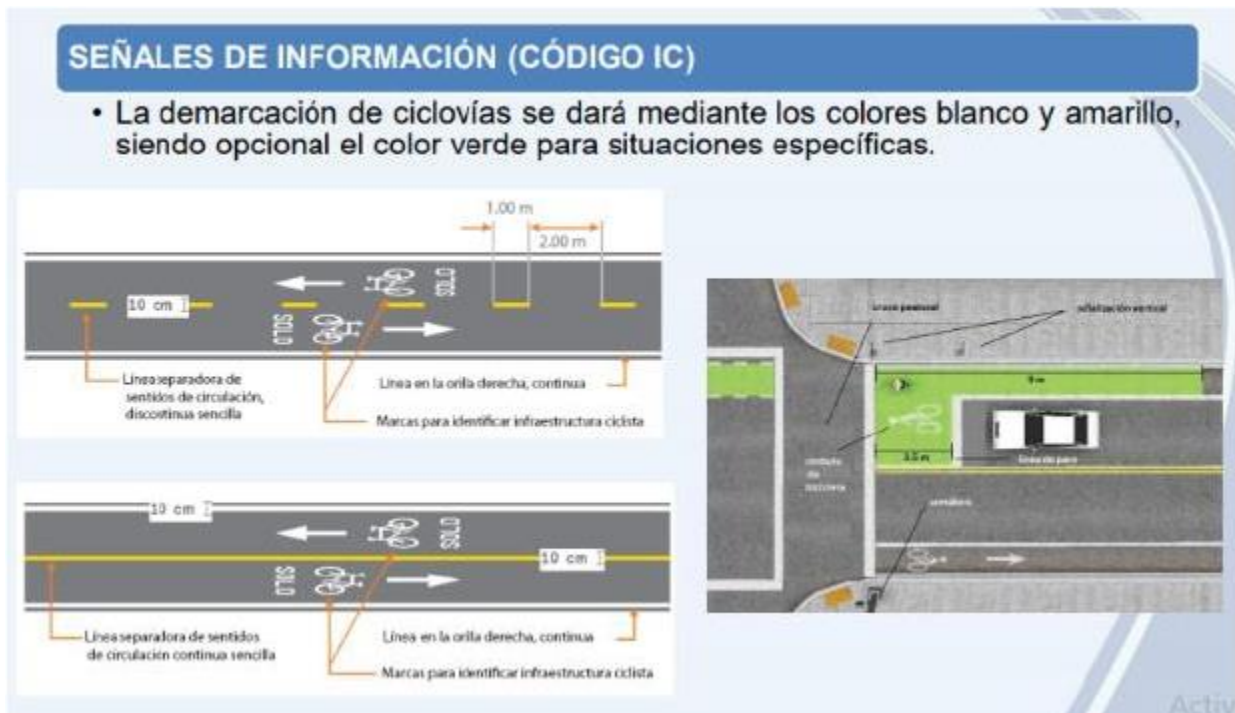 SEÑALES DE INFORMACIÓN (CÓDIGO IC)
• La demarcación de ciclovías se dará mediante los colores blanco y amarillo,
siendo opcional el color verde para situaciones específicas.
1.00 m
2.00 m
SOLO
10 cm
SOLO
Línea separadora de
sentidos de circulación,
discostinua sencilla
Línea en la orilla derecha, continua
Marcas para identificar infraestructura ciclista
10 cm
SOLO
10 cm
SOLO
Línea separadora de sentidos
de circulación continua sencilla
Línea en la orilla derecha, continua
Marcas para identificar infraestructura ciclista
cruce peatonal
señalización vertical
línea de paro
semáforo
Activ